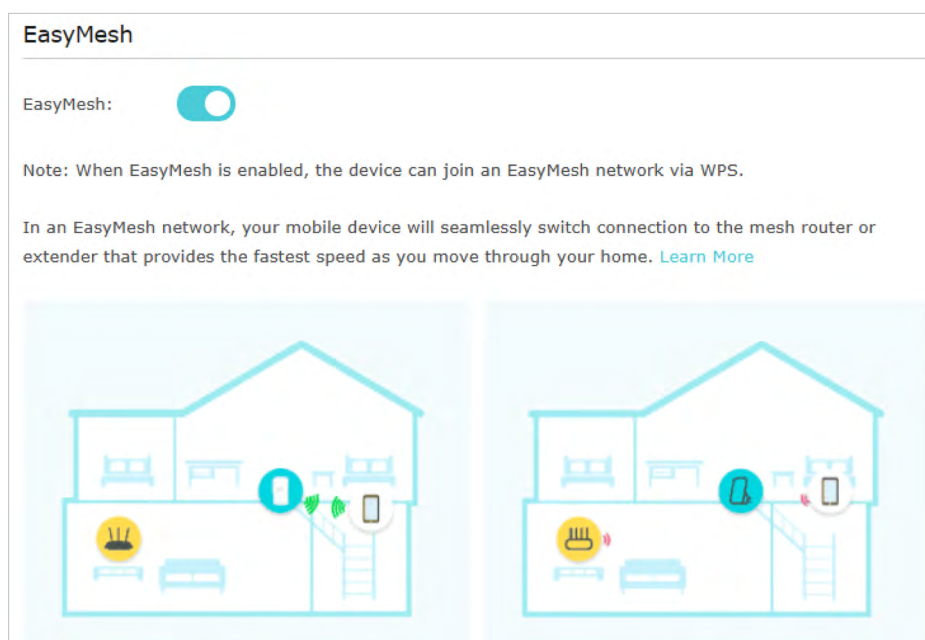 EasyMesh
EasyMesh:
Note: When EasyMesh is enabled, the device can join an EasyMesh network via WPS.
In an EasyMesh network, your mobile device will seamlessly switch connection to the mesh router or
extender that provides the fastest speed as you move through your home. Learn More